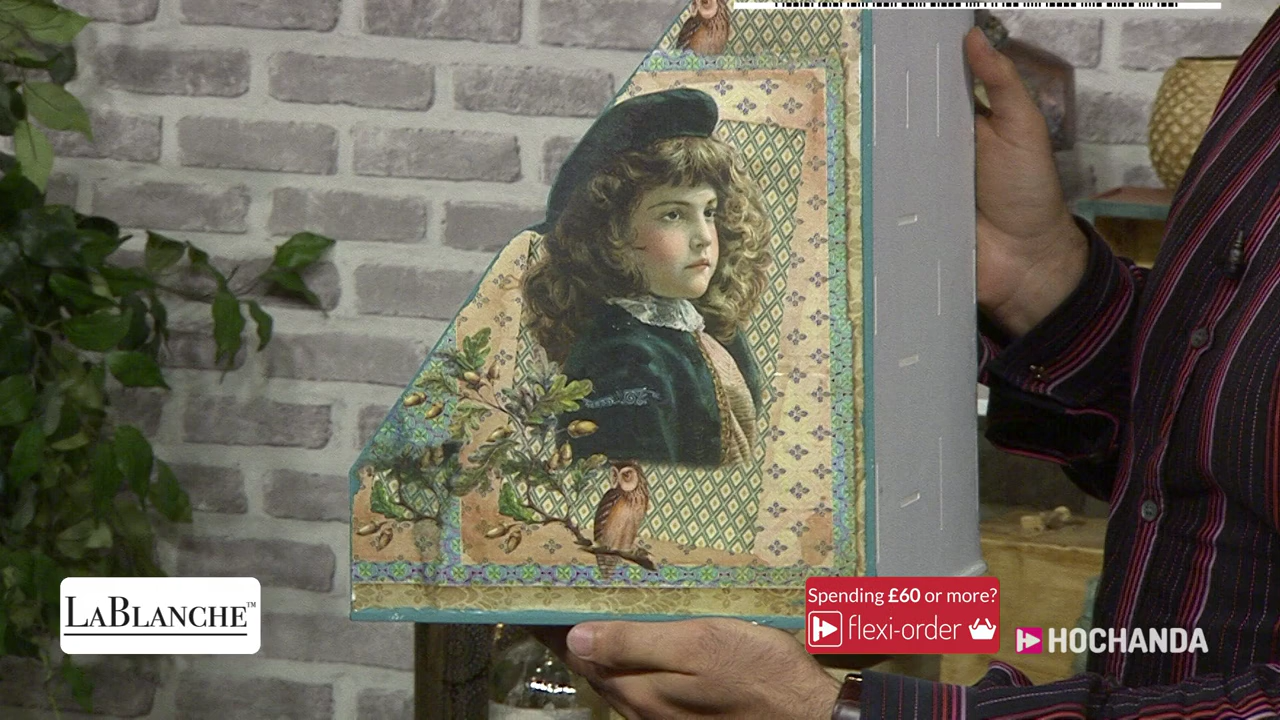 LABLANCHE™
Spending £60 or more?
flexi-order
HOCHANDA